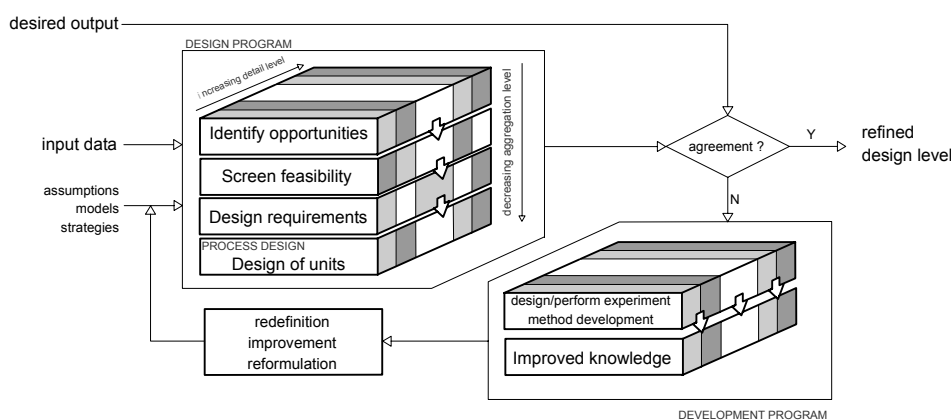 desired output
DESIGN PROGRAM
increasing detail level
decreasing aggregation level
Identify opportunities
Screen feasibility
Design requirements
PROCESS DESIGN
Design of units
input data
assumptions
models
strategies
agreement ?
Y
refined
design level
N
design/perform experiment
method development
Improved knowledge
redefinition
improvement
reformulation
DEVELOPMENT PROGRAM